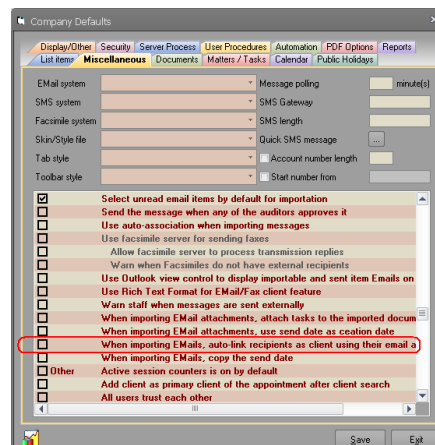 Company Defaults
Display/Other Security Server Process User Procedures Automation PDF Options Reports
List items Miscellaneous Documents Matters / Tasks Calendar Public Holidays
EMail system Message polling minute(s)
SMS system SMS Gateway
Facsimile system SMS length
Skin/Style file Quick SMS message ...
Tab style Account number length
Toolbar style Start number from
Select unread email items by default for importation
Send the message when any of the auditors approves it
Use auto-association when importing messages
Use facsimile server for sending faxes
Allow facsimile server to process transmission replies
Warn when Facsimiles do not have external recipients
Use Outlook view control to display importable and sent item Emails on
Use Rich Text Format for EMail/Fax client feature
Warn staff when messages are sent externally
When importing EMail attachments, attach tasks to the imported docum
When importing EMail attachments, use send date as ceation date
When importing EMails, auto-link recipients as client using their email a
When importing EMails, copy the send date
Other Active session counters is on by default
Add client as primary client of the appointment after client search
All users trust each other
Save Exit